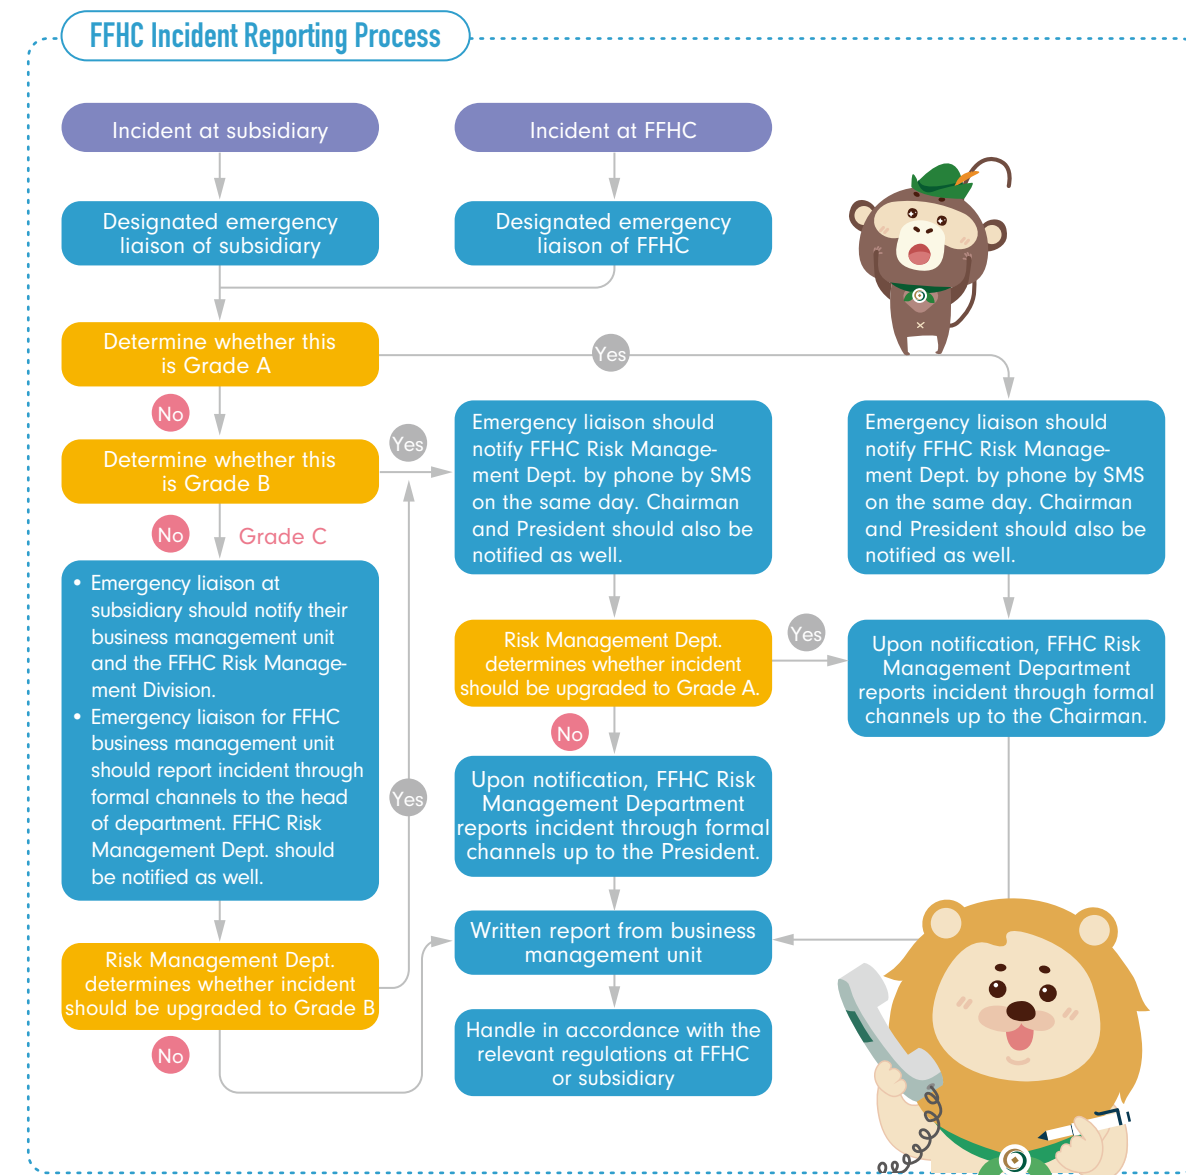 FFHC Incident Reporting Process
Incident at subsidiary
Incident at FFHC
Designated emergency
liaison of subsidiary
Designated emergency
liaison of FFHC
Determine whether this
is Grade A
Yes
No
Determine whether this
is Grade B
Yes
No
Grade C
Emergency liaison should
notify FFHC Risk Manage-
ment Dept. by phone by SMS
on the same day. Chairman
and President should also be
notified as well.
Emergency liaison should
notify FFHC Risk Manage-
ment Dept. by phone by SMS
on the same day. Chairman
and President should also be
notified as well.
• Emergency liaison at
subsidiary should notify their
business management unit
and the FFHC Risk Manage-
ment Division.
• Emergency liaison for FFHC
business management unit
should report incident through
formal channels to the head
of department. FFHC Risk
Management Dept. should
be notified as well.
Yes
Risk Management Dept.
determines whether incident
should be upgraded to Grade A.
Yes
No
Upon notification, FFHC Risk
Management Department
reports incident through formal
channels up to the Chairman.
Upon notification, FFHC Risk
Management Department
reports incident through formal
channels up to the President.
Risk Management Dept.
determines whether incident
should be upgraded to Grade B
No
Written report from business
management unit
Handle in accordance with the
relevant regulations at FFHC
or subsidiary